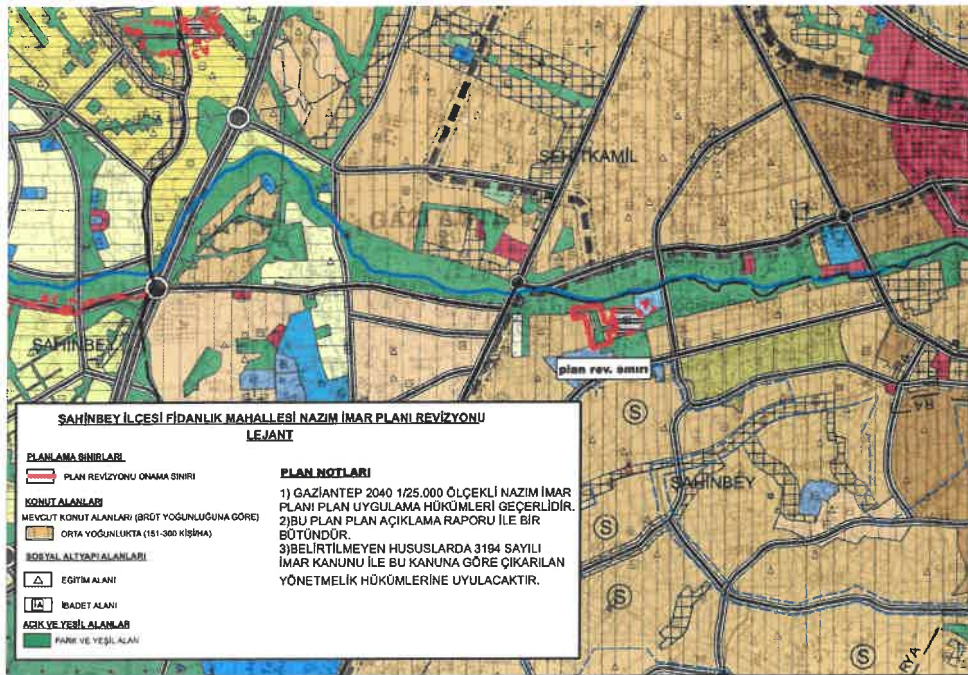 ŞEHİTKAMİL
GAZİANTEP
ŞAHİNBEY
plan rev. sınırı
S
S
ŞAHİNBEY
S
S
S
ŞAHİNBEY İLÇESİ FİDANLIK MAHALLESİ NAZIM İMAR PLANI REVİZYONU
LEJANT
PLANLAMA SINIRLARI
PLAN REVİZYONU ONAMA SINIRI
KONUT ALANLARI
MEVCUT KONUT ALANLARI (BRÜT YOĞUNLUĞUNA GÖRE)
ORTA YOĞUNLUKTA (151-300 KİŞİ/HA)
SOSYAL ALTYAPI ALANLARI
EĞİTİM ALANI
İBADET ALANI
AÇIK VE YEŞİL ALANLAR
PARK VE YEŞİL ALAN
PLAN NOTLARI
1) GAZİANTEP 2040 1/25.000 ÖLÇEKLİ NAZIM İMAR
PLANI PLAN UYGULAMA HÜKÜMLERİ GEÇERLİDİR.
2)BU PLAN PLAN AÇIKLAMA RAPORU İLE BİR
BÜTÜNDÜR.
3)BELİRTİLMEYEN HUSUSLARDA 3194 SAYILI
İMAR KANUNU İLE BU KANUNA GÖRE ÇIKARILAN
YÖNETMELİK HÜKÜMLERİNE UYULACAKTIR.